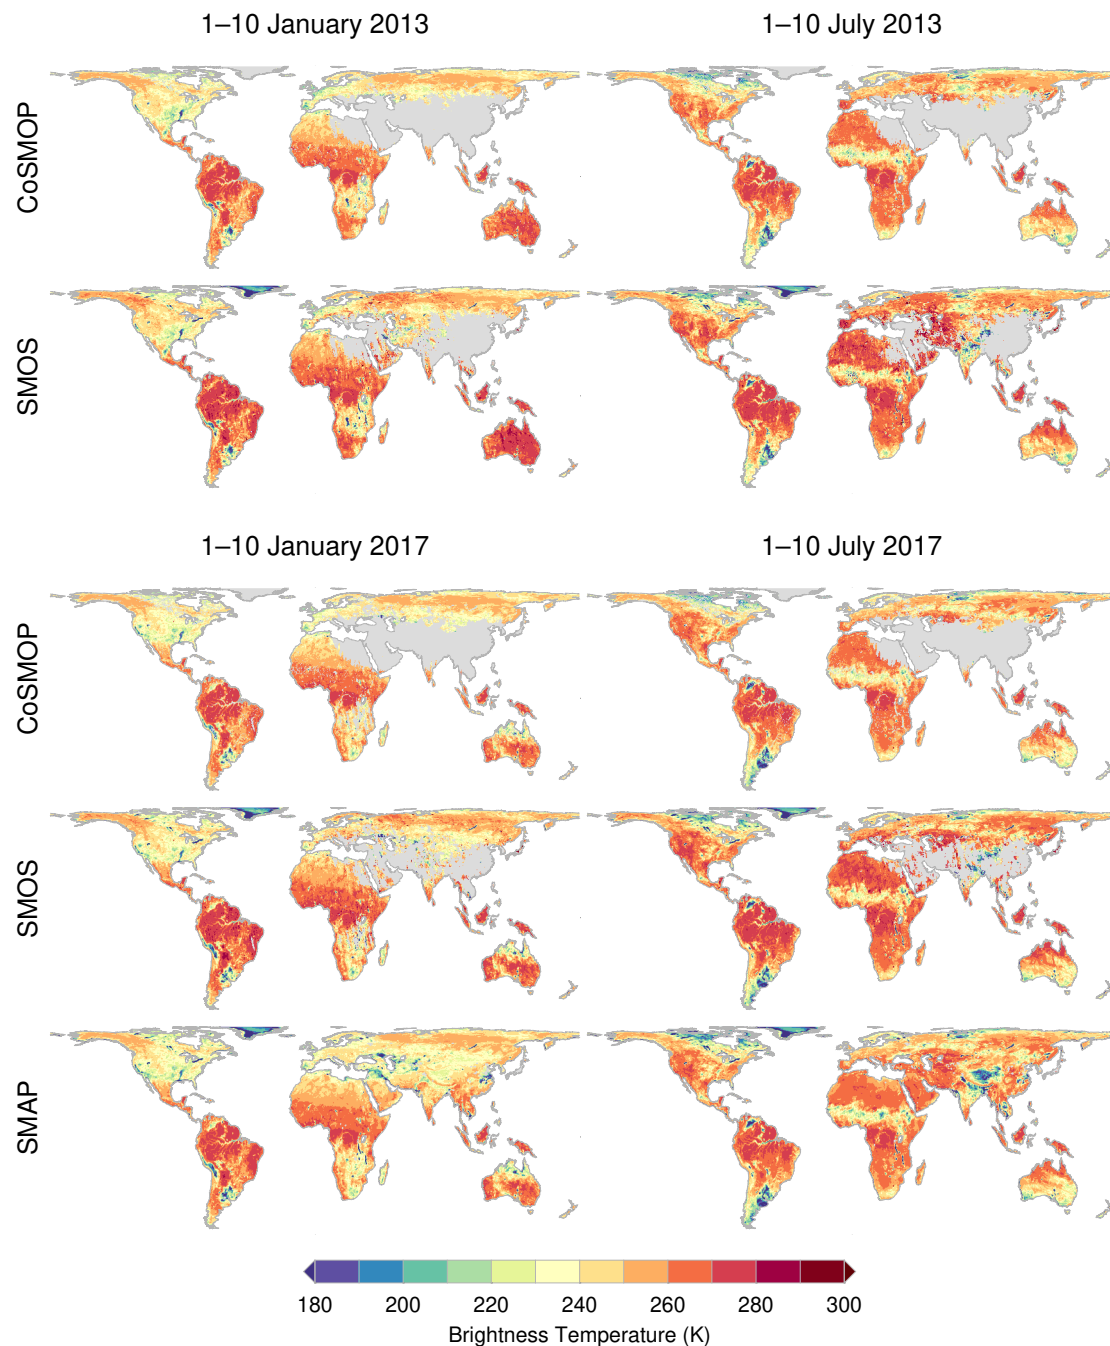 1–10 January 2013
1–10 July 2013
CoSMOP
SMOS
1–10 January 2017
1–10 July 2017
CoSMOP
SMOS
SMAP
180 200 220 240 260 280 300
Brightness Temperature (K)